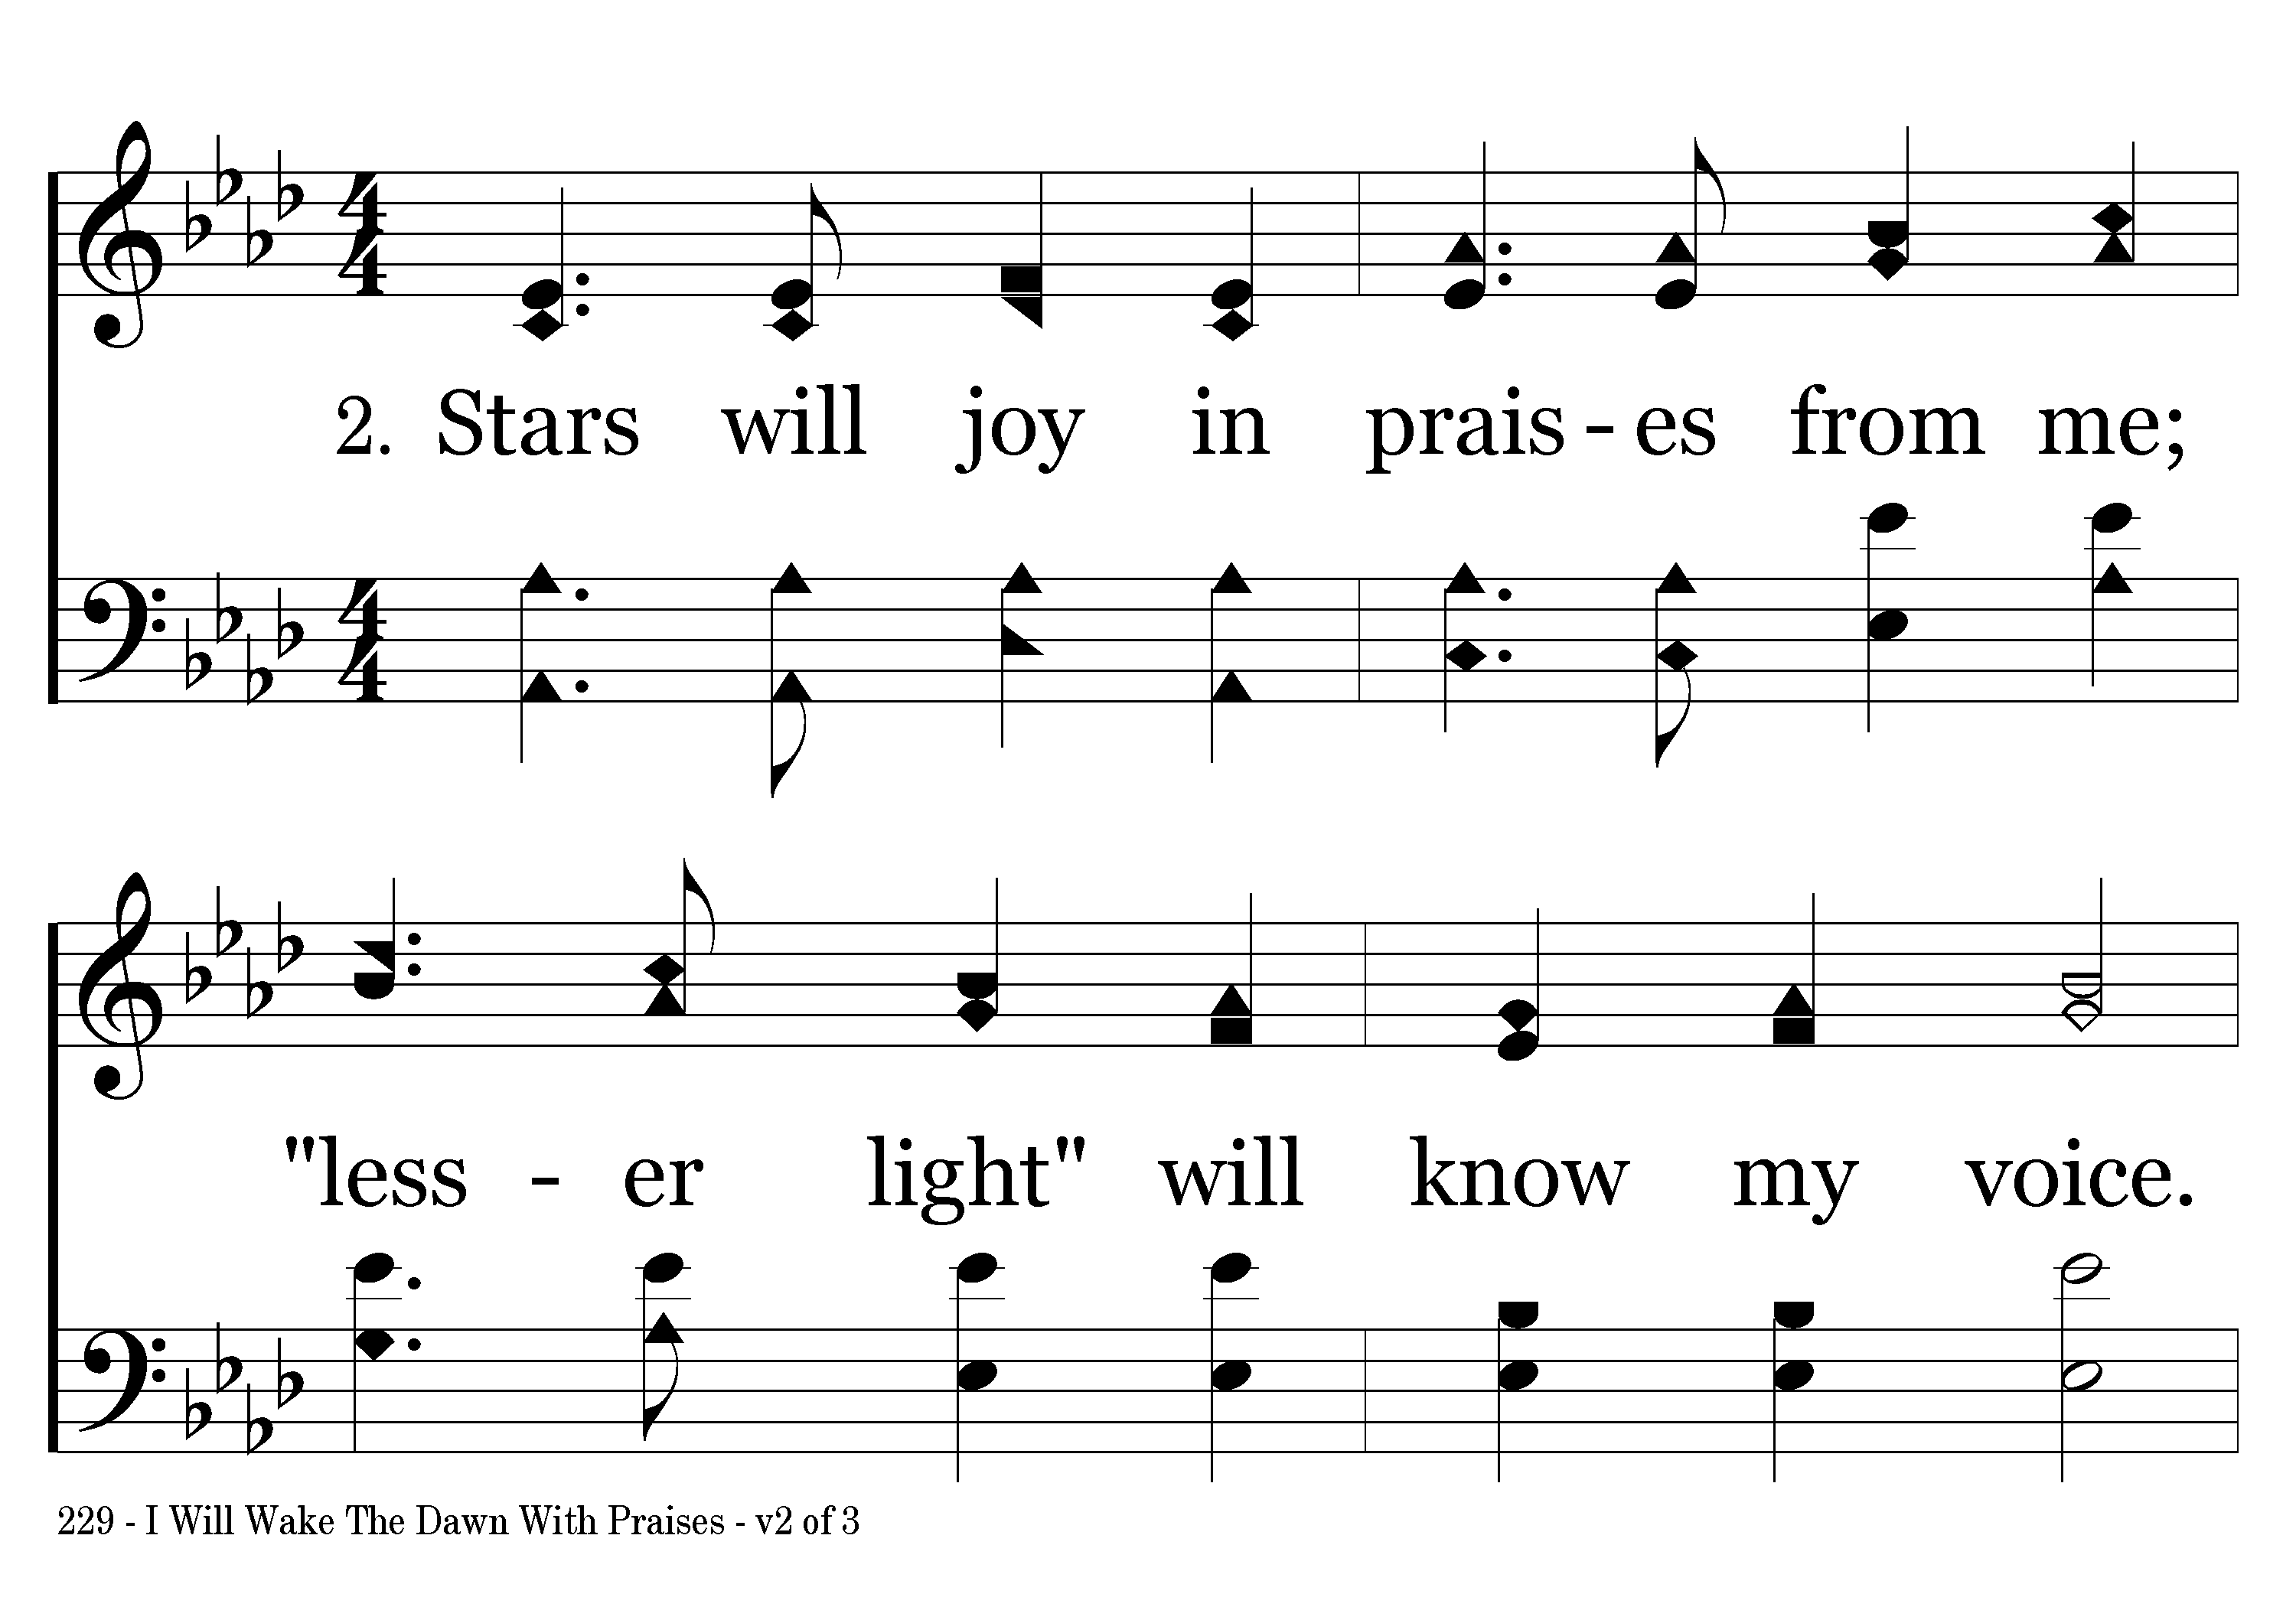 2. Stars will joy in prais - es from me;
"less - er light" will know my voice.
229 - I Will Wake The Dawn With Praises - v2 of 3